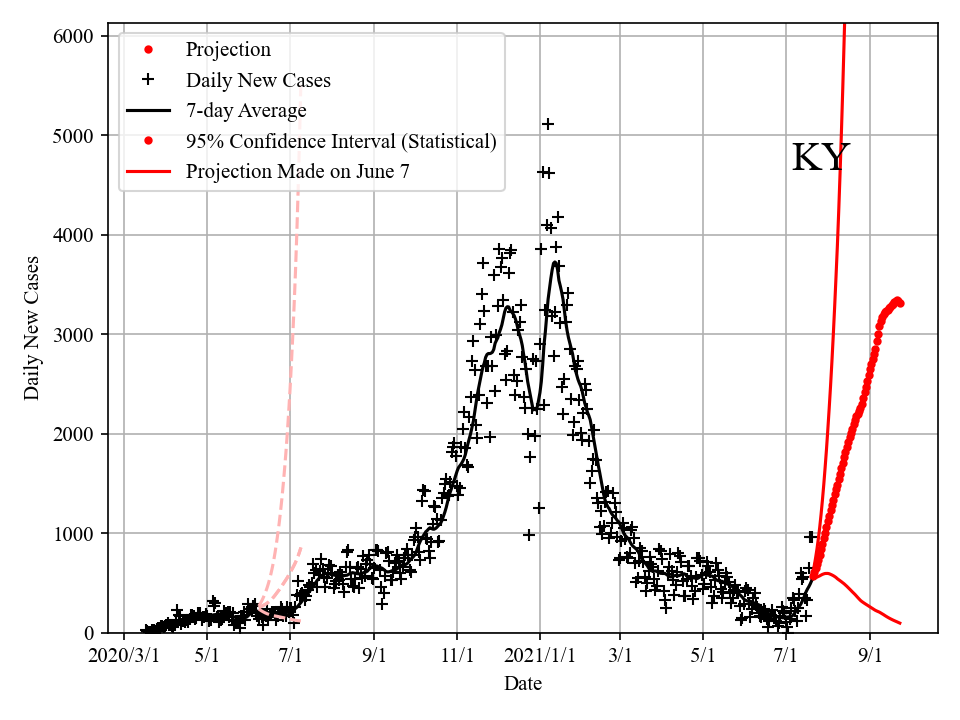 6000
5000
4000
3000
2000
1000
0
Daily New Cases
Projection
Daily New Cases
7-day Average
95% Confidence Interval (Statistical)
Projection Made on June 7
KY
2020/3/1 5/1 7/1 9/1 11/1 2021/1/1 3/1 5/1 7/1 9/1
Date